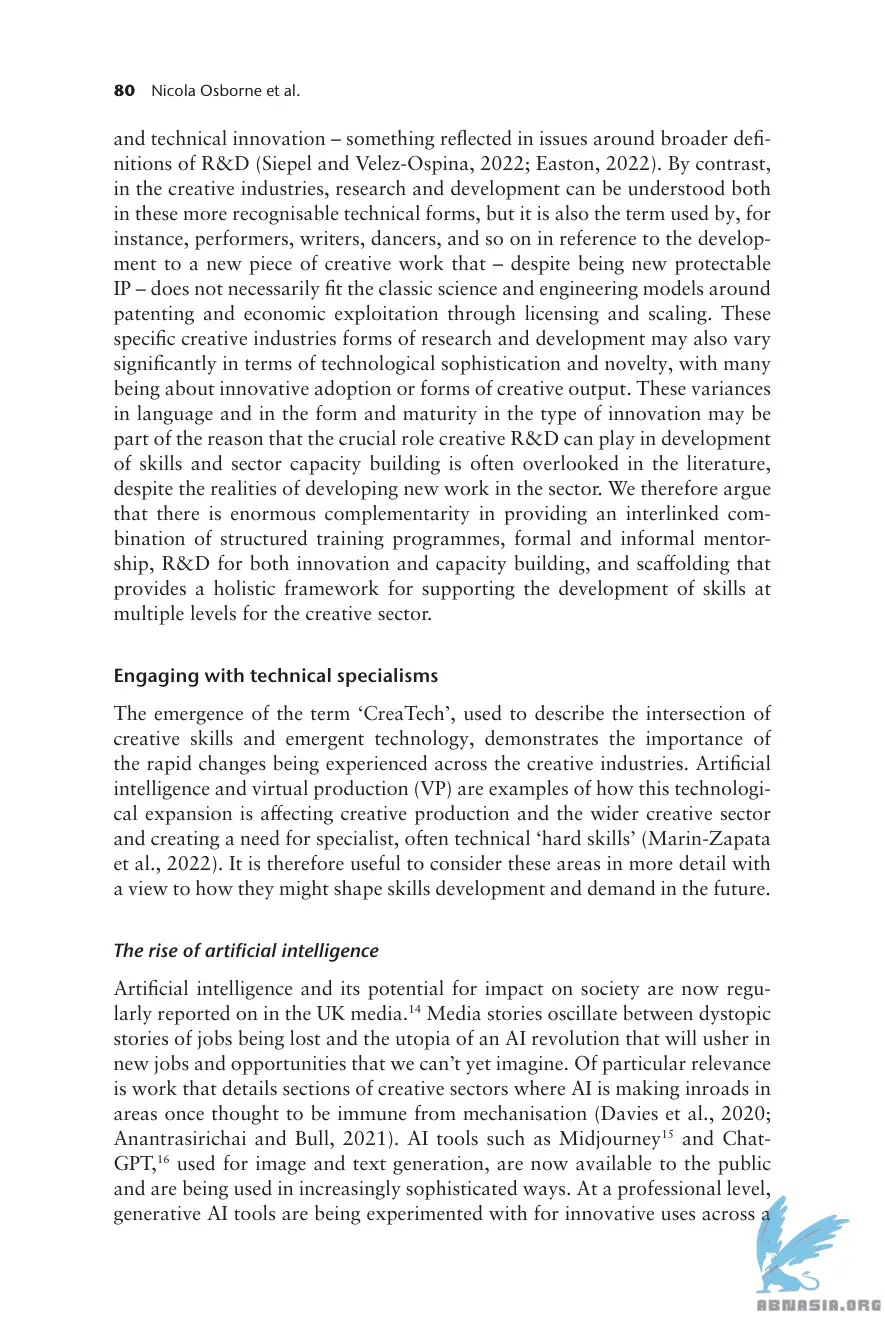 80 Nicola Osborne et al.
and technical innovation – something reflected in issues around broader defi-
nitions of R&D (Siepel and Velez-Ospina, 2022; Easton, 2022). By contrast,
in the creative industries, research and development can be understood both
in these more recognisable technical forms, but it is also the term used by, for
instance, performers, writers, dancers, and so on in reference to the develop-
ment to a new piece of creative work that – despite being new protectable
IP – does not necessarily fit the classic science and engineering models around
patenting and economic exploitation through licensing and scaling. These
specific creative industries forms of research and development may also vary
significantly in terms of technological sophistication and novelty, with many
being about innovative adoption or forms of creative output. These variances
in language and in the form and maturity in the type of innovation may be
part of the reason that the crucial role creative R&D can play in development
of skills and sector capacity building is often overlooked in the literature,
despite the realities of developing new work in the sector. We therefore argue
that there is enormous complementarity in providing an interlinked com-
bination of structured training programmes, formal and informal mentor-
ship, R&D for both innovation and capacity building, and scaffolding that
provides a holistic framework for supporting the development of skills at
multiple levels for the creative sector.
Engaging with technical specialisms
The emergence of the term ‘CreaTech’, used to describe the intersection of
creative skills and emergent technology, demonstrates the importance of
the rapid changes being experienced across the creative industries. Artificial
intelligence and virtual production (VP) are examples of how this technologi-
cal expansion is affecting creative production and the wider creative sector
and creating a need for specialist, often technical ‘hard skills’ (Marin-Zapata
et al., 2022). It is therefore useful to consider these areas in more detail with
a view to how they might shape skills development and demand in the future.
The rise of artificial intelligence
Artificial intelligence and its potential for impact on society are now regu-
larly reported on in the UK media.14 Media stories oscillate between dystopic
stories of jobs being lost and the utopia of an AI revolution that will usher in
new jobs and opportunities that we can’t yet imagine. Of particular relevance
is work that details sections of creative sectors where AI is making inroads in
areas once thought to be immune from mechanisation (Davies et al., 2020;
Anantrasirichai and Bull, 2021). AI tools such as Midjourney15 and Chat-
GPT,16 used for image and text generation, are now available to the public
and are being used in increasingly sophisticated ways. At a professional level,
generative AI tools are being experimented with for innovative uses across a
ABNASIA.ORG